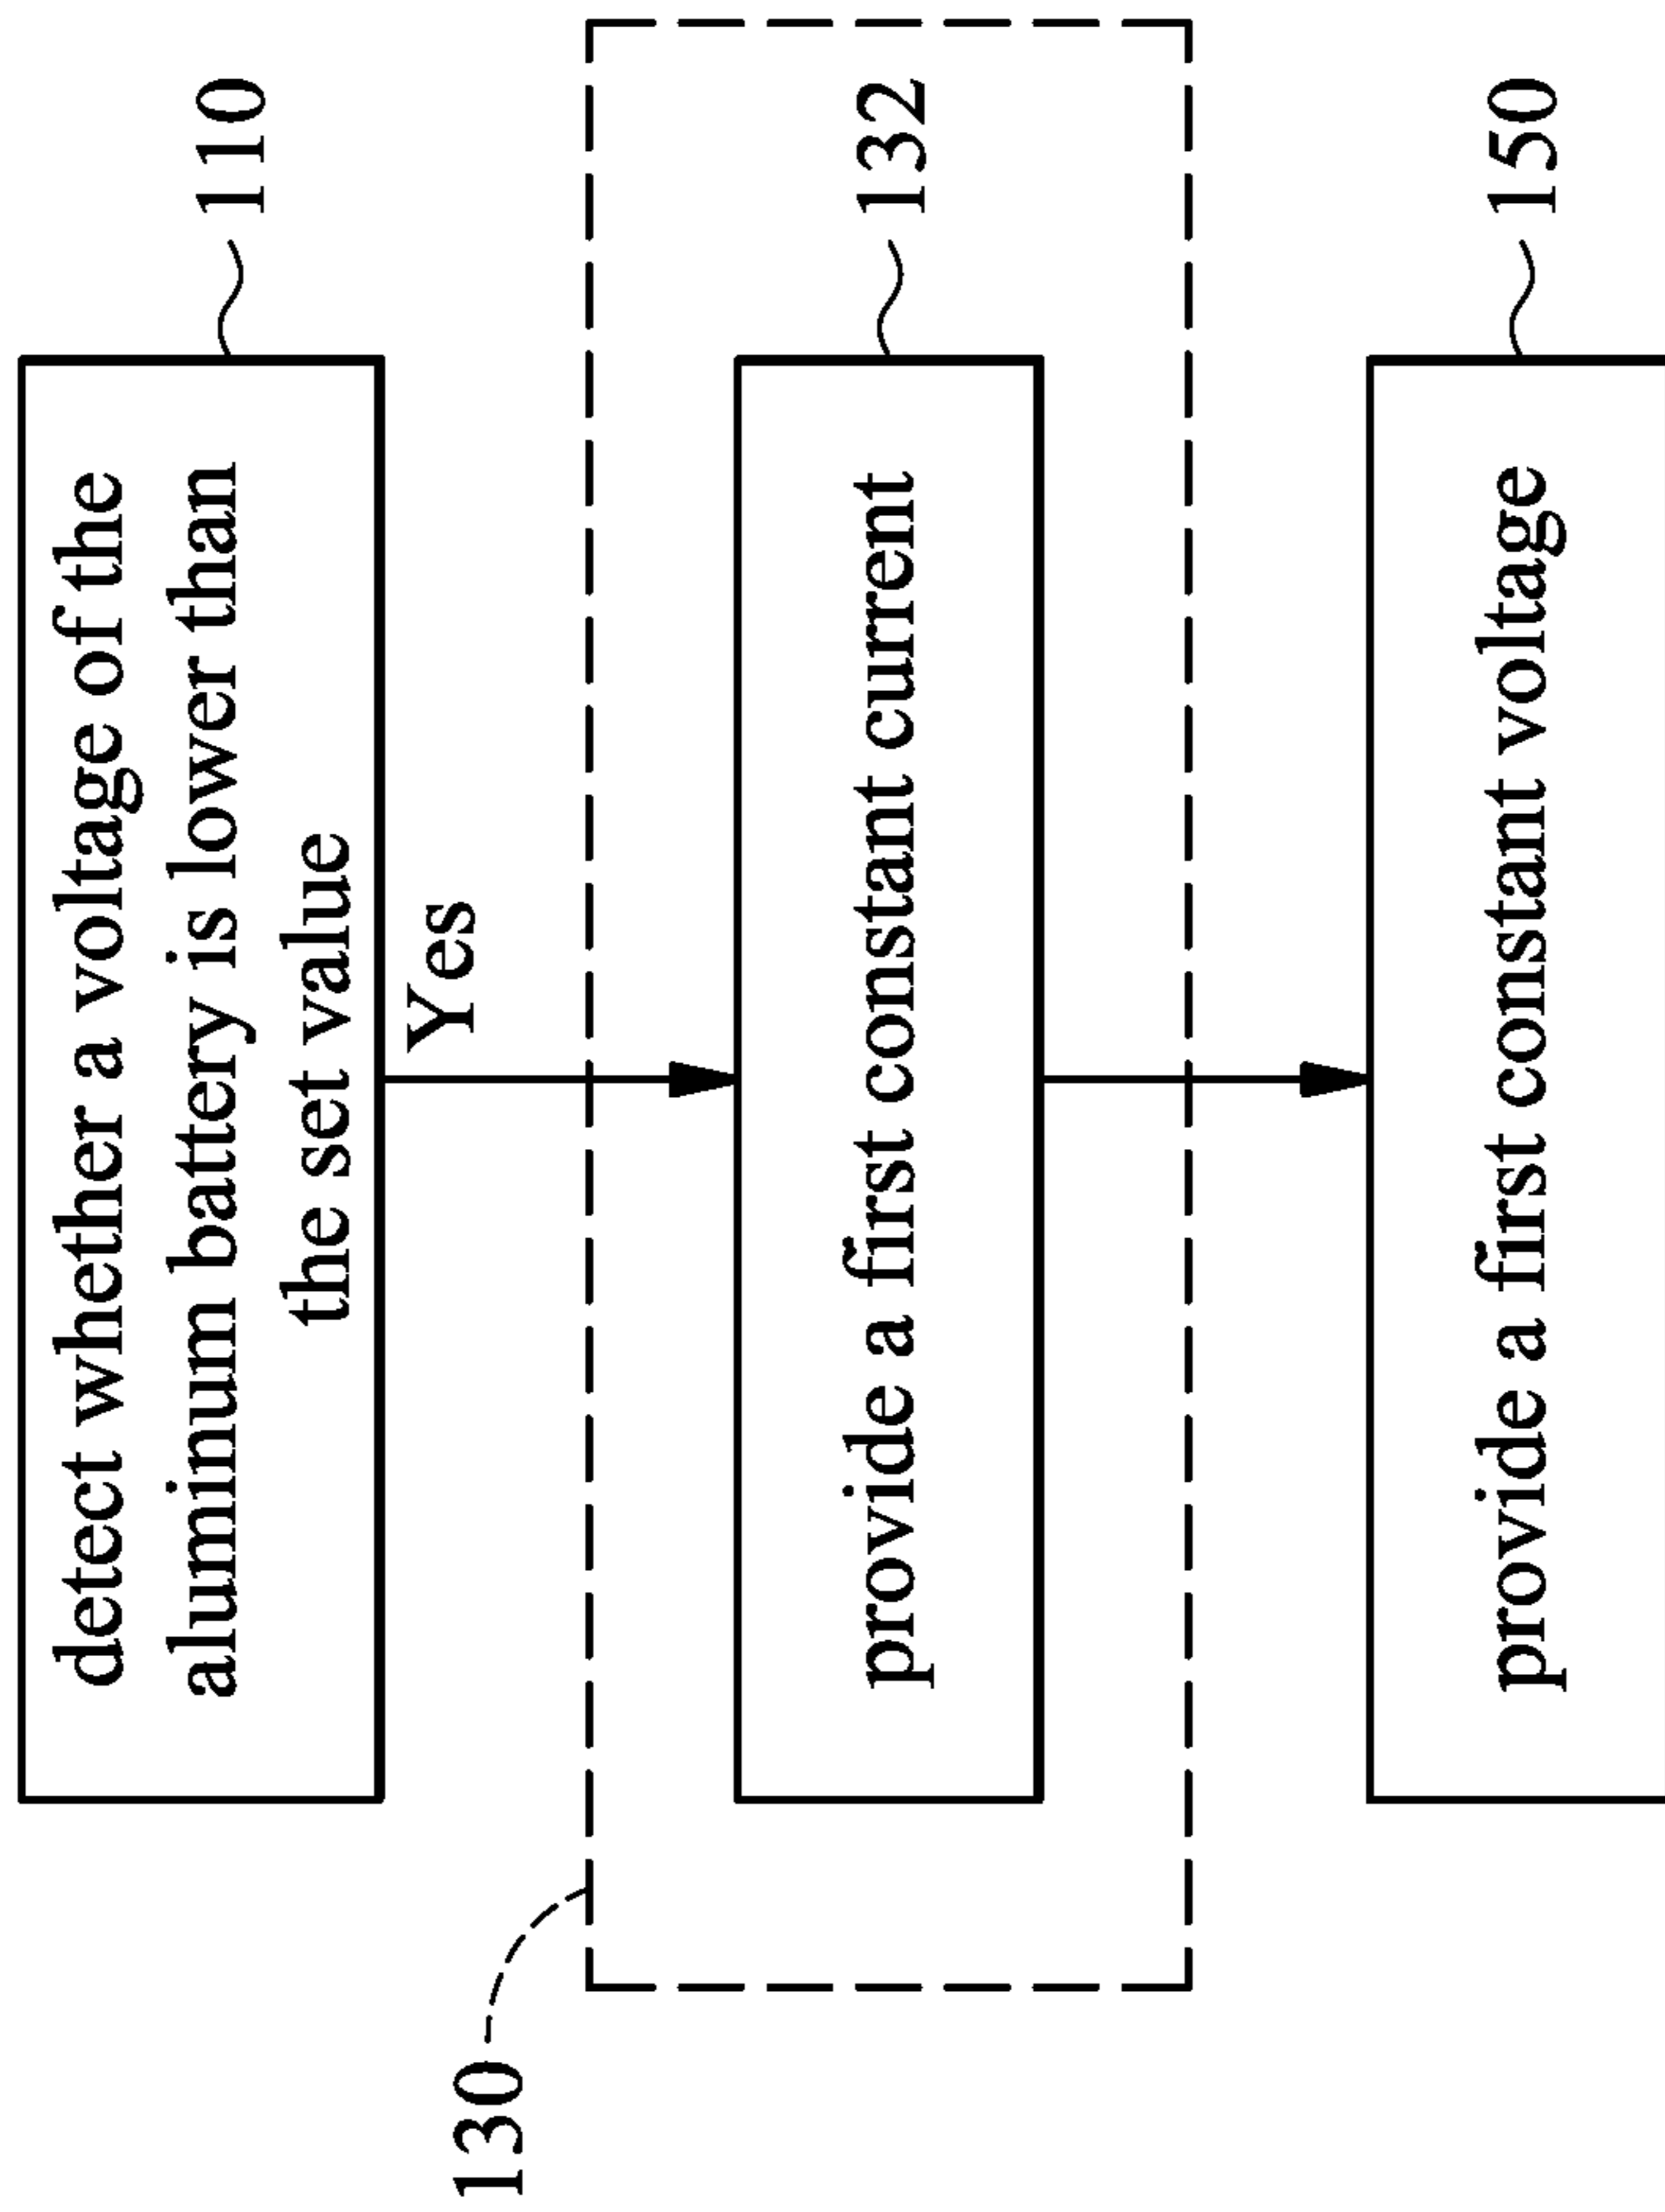 detect whether a voltage of the
aluminum battery is lower than
the set value
110
Yes
130
provide a first constant current
132
provide a first constant voltage
150